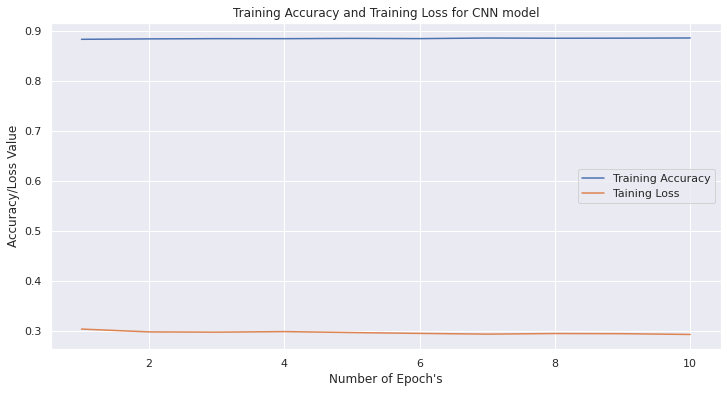 Training Accuracy and Training Loss for CNN model
Accuracy/Loss Value
0.9
0.8
0.7
0.6
0.5
0.4
0.3
Training Accuracy
Taining Loss
2
4
6
8
10
Number of Epoch's